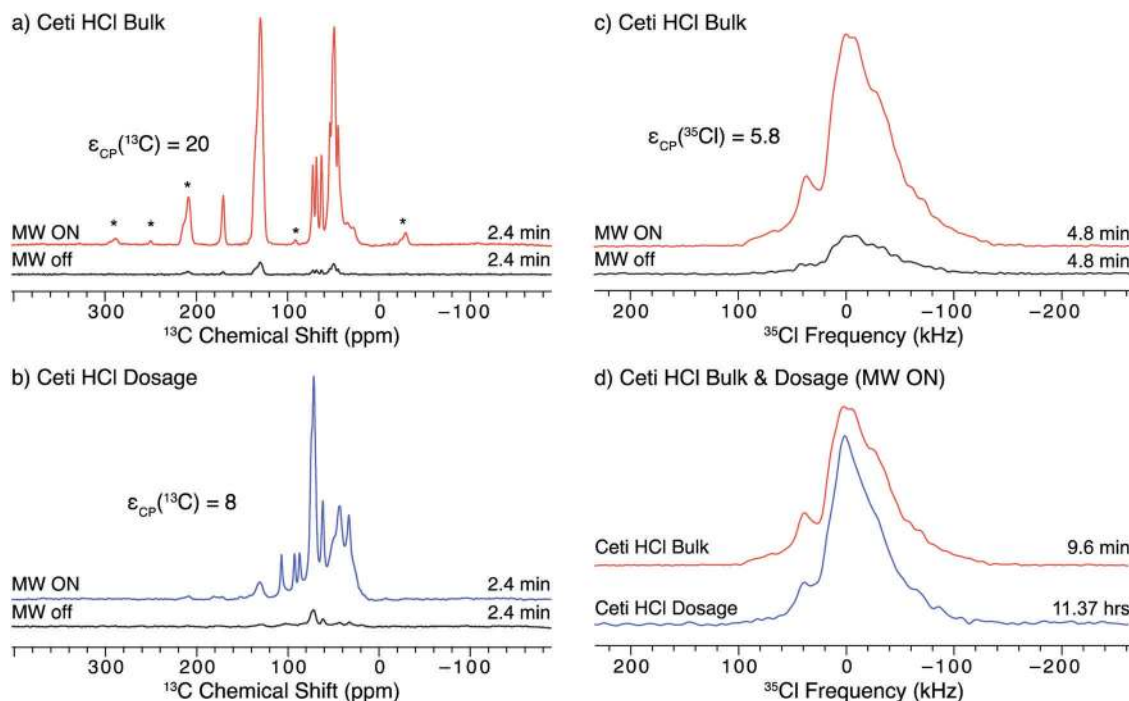 a) Ceti HCl Bulk
ε_CP(¹³C) = 20
* * * * *
MW ON 2.4 min
MW off 2.4 min
300 200 100 0 −100
¹³C Chemical Shift (ppm)
b) Ceti HCl Dosage
ε_CP(¹³C) = 8
MW ON 2.4 min
MW off 2.4 min
300 200 100 0 −100
¹³C Chemical Shift (ppm)
c) Ceti HCl Bulk
ε_CP(³⁵Cl) = 5.8
MW ON 4.8 min
MW off 4.8 min
200 100 0 −100 −200
³⁵Cl Frequency (kHz)
d) Ceti HCl Bulk & Dosage (MW ON)
Ceti HCl Bulk 9.6 min
Ceti HCl Dosage 11.37 hrs
200 100 0 −100 −200
³⁵Cl Frequency (kHz)